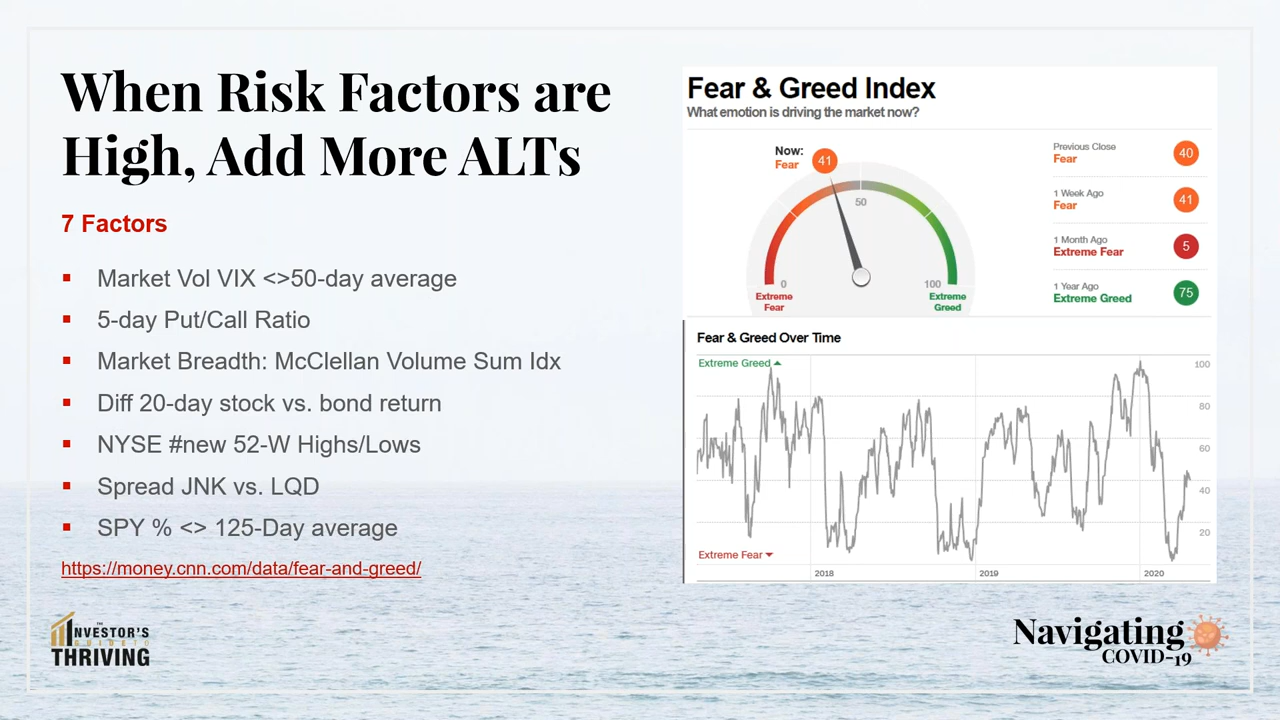 When Risk Factors are
High, Add More ALTs
7 Factors
▪ Market Vol VIX <>50-day average
▪ 5-day Put/Call Ratio
▪ Market Breadth: McClellan Volume Sum Idx
▪ Diff 20-day stock vs. bond return
▪ NYSE #new 52-W Highs/Lows
▪ Spread JNK vs. LQD
▪ SPY % <> 125-Day average
https://money.cnn.com/data/fear-and-greed/
Fear & Greed Index
What emotion is driving the market now?
Now:
Fear
41
50
0
100
Extreme
Fear
Extreme
Greed
Previous Close
Fear
40
1 Week Ago
Fear
41
1 Month Ago
Extreme Fear
5
1 Year Ago
Extreme Greed
75
Fear & Greed Over Time
Extreme Greed
100
80
60
40
20
Extreme Fear
2018
2019
2020
THE
INVESTOR'S
GUIDE TO
THRIVING
Navigating
COVID-19